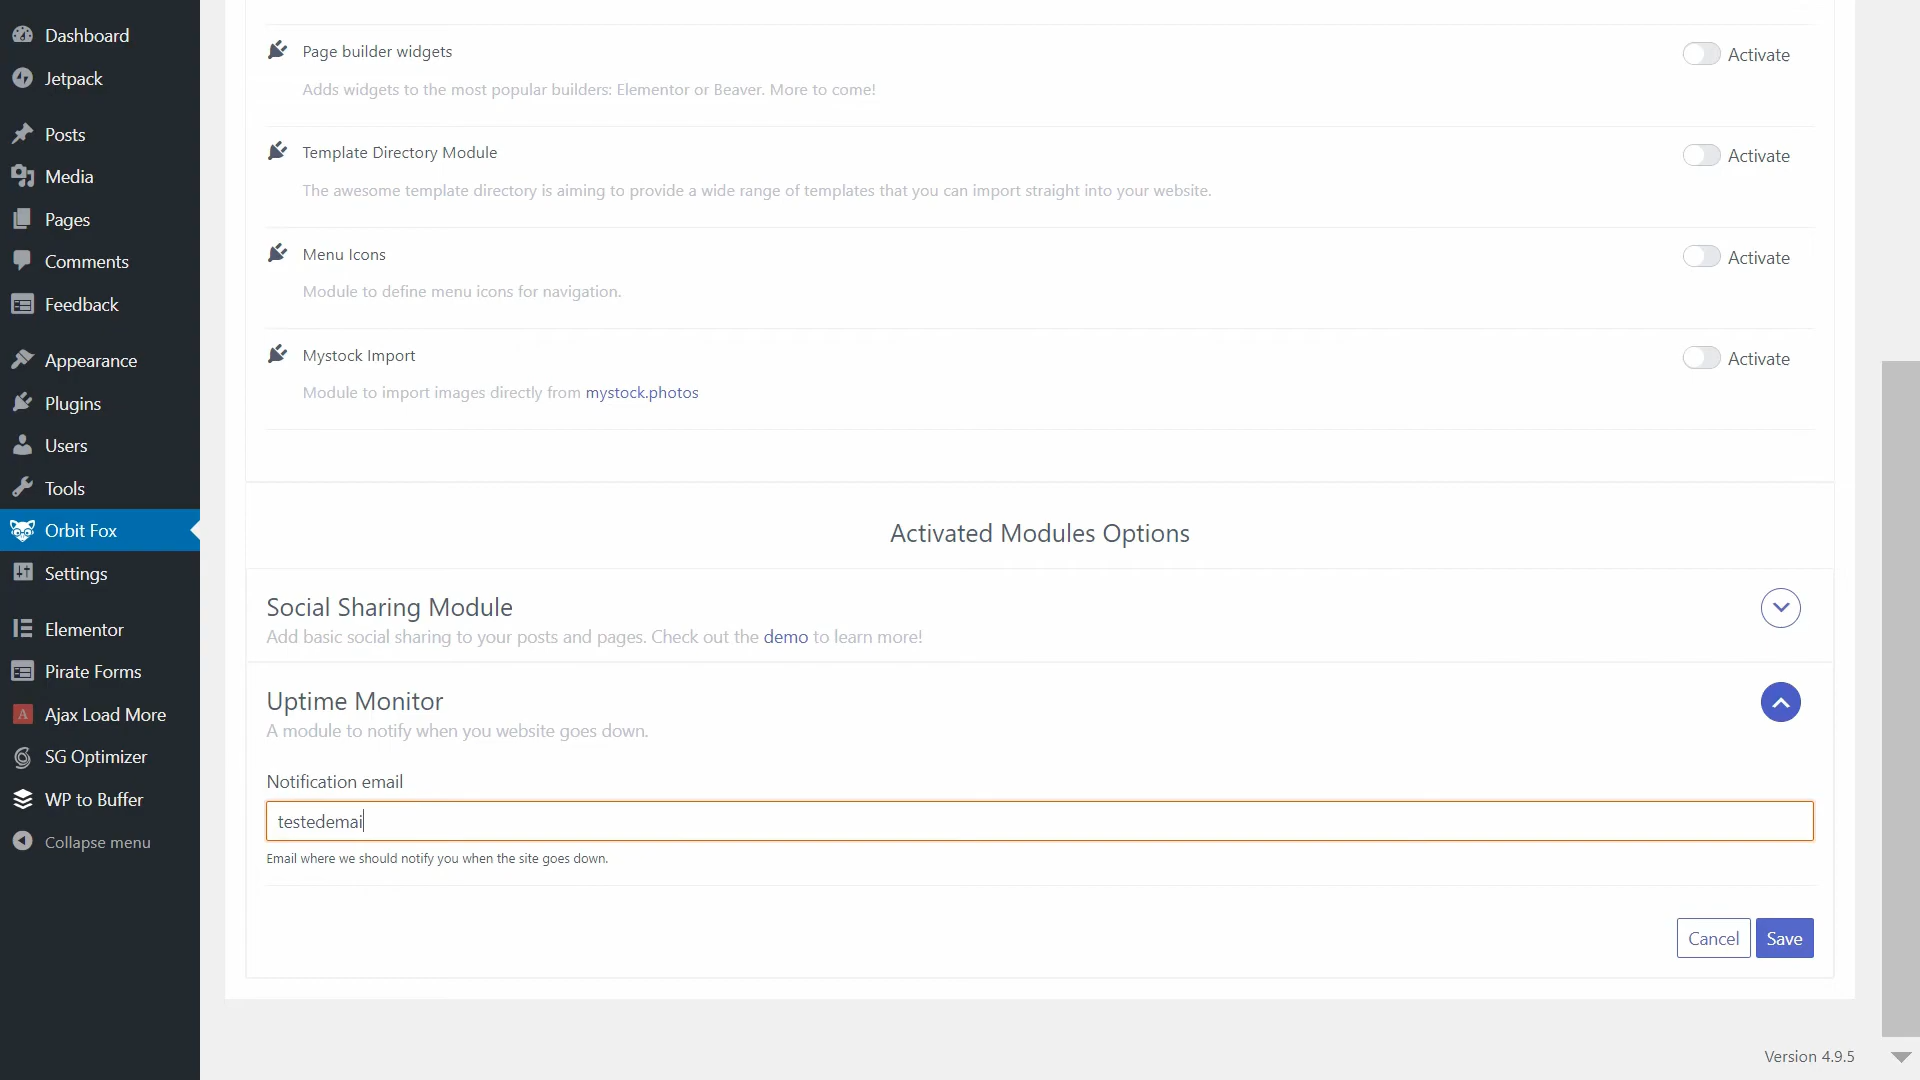 Dashboard
Jetpack
Posts
Media
Pages
Comments
Feedback
Appearance
Plugins
Users
Tools
Orbit Fox
Settings
Elementor
Pirate Forms
A Ajax Load More
SG Optimizer
WP to Buffer
Collapse menu
Page builder widgets
Activate
Adds widgets to the most popular builders: Elementor or Beaver. More to come!
Template Directory Module
Activate
The awesome template directory is aiming to provide a wide range of templates that you can import straight into your website.
Menu Icons
Activate
Module to define menu icons for navigation.
Mystock Import
Activate
Module to import images directly from mystock.photos
Activated Modules Options
Social Sharing Module
Add basic social sharing to your posts and pages. Check out the demo to learn more!
Uptime Monitor
A module to notify when you website goes down.
Notification email
testedemai
Email where we should notify you when the site goes down.
Cancel
Save
Version 4.9.5